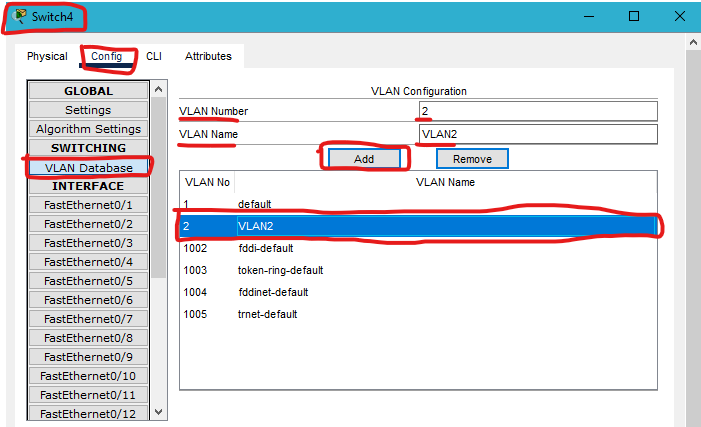 Switch4
Physical Config CLI Attributes
GLOBAL
Settings
Algorithm Settings
SWITCHING
VLAN Database
INTERFACE
FastEthernet0/1
FastEthernet0/2
FastEthernet0/3
FastEthernet0/4
FastEthernet0/5
FastEthernet0/6
FastEthernet0/7
FastEthernet0/8
FastEthernet0/9
FastEthernet0/10
FastEthernet0/11
FastEthernet0/12
VLAN Configuration
VLAN Number 2
VLAN Name VLAN2
Add Remove
VLAN No VLAN Name
1 default
2 VLAN2
1002 fddi-default
1003 token-ring-default
1004 fddinet-default
1005 trnet-default